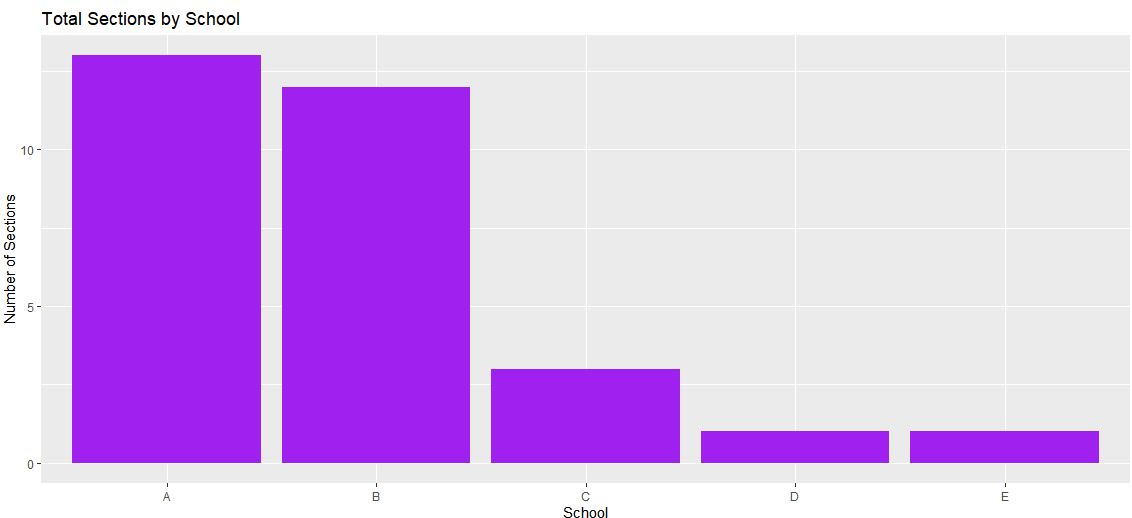 Total Sections by School
Number of Sections
10
5
0
A B C D E
School